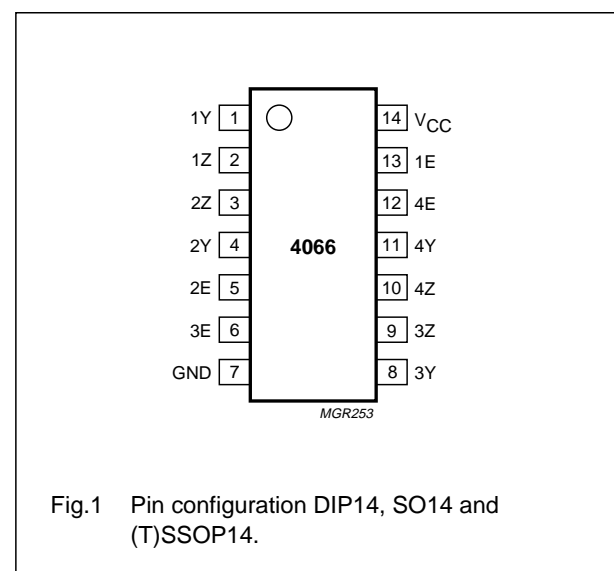 1Y 1 14 VCC
1Z 2 13 1E
2Z 3 12 4E
2Y 4 4066 11 4Y
2E 5 10 4Z
3E 6 9 3Z
GND 7 8 3Y
MGR253
Fig.1 Pin configuration DIP14, SO14 and
(T)SSOP14.